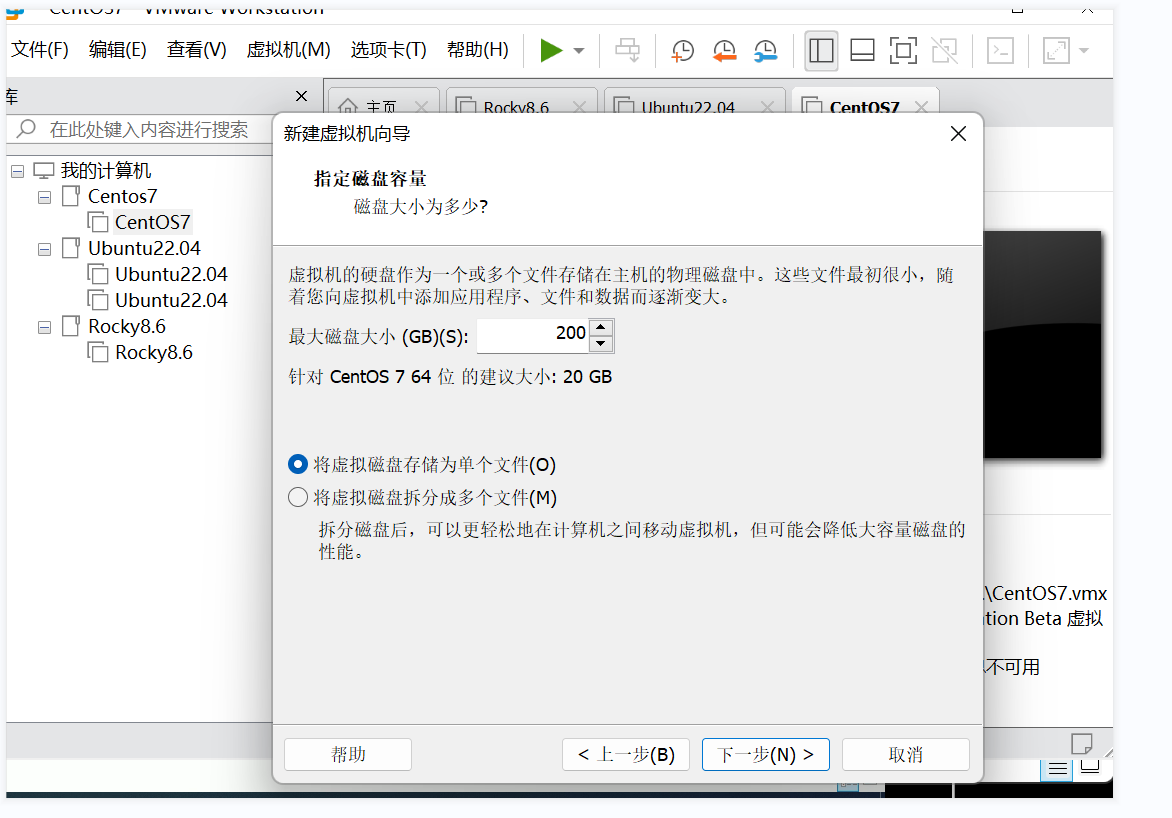 CentOS7 - VMware Workstation
文件(F) 编辑(E) 查看(V) 虚拟机(M) 选项卡(T) 帮助(H)
库
主页 Rocky8.6 Ubuntu22.04 CentOS7
在此处键入内容进行搜索
我的计算机
Centos7
CentOS7
Ubuntu22.04
Ubuntu22.04
Ubuntu22.04
Rocky8.6
Rocky8.6
新建虚拟机向导
指定磁盘容量
磁盘大小为多少?
虚拟机的硬盘作为一个或多个文件存储在主机的物理磁盘中。这些文件最初很小，随
着您向虚拟机中添加应用程序、文件和数据而逐渐变大。
最大磁盘大小 (GB)(S): 200
针对 CentOS 7 64 位 的建议大小: 20 GB
将虚拟磁盘存储为单个文件(O)
将虚拟磁盘拆分成多个文件(M)
拆分磁盘后，可以更轻松地在计算机之间移动虚拟机，但可能会降低大容量磁盘的
性能。
\CentOS7.vmx
tion Beta 虚拟
不可用
帮助 < 上一步(B) 下一步(N) > 取消